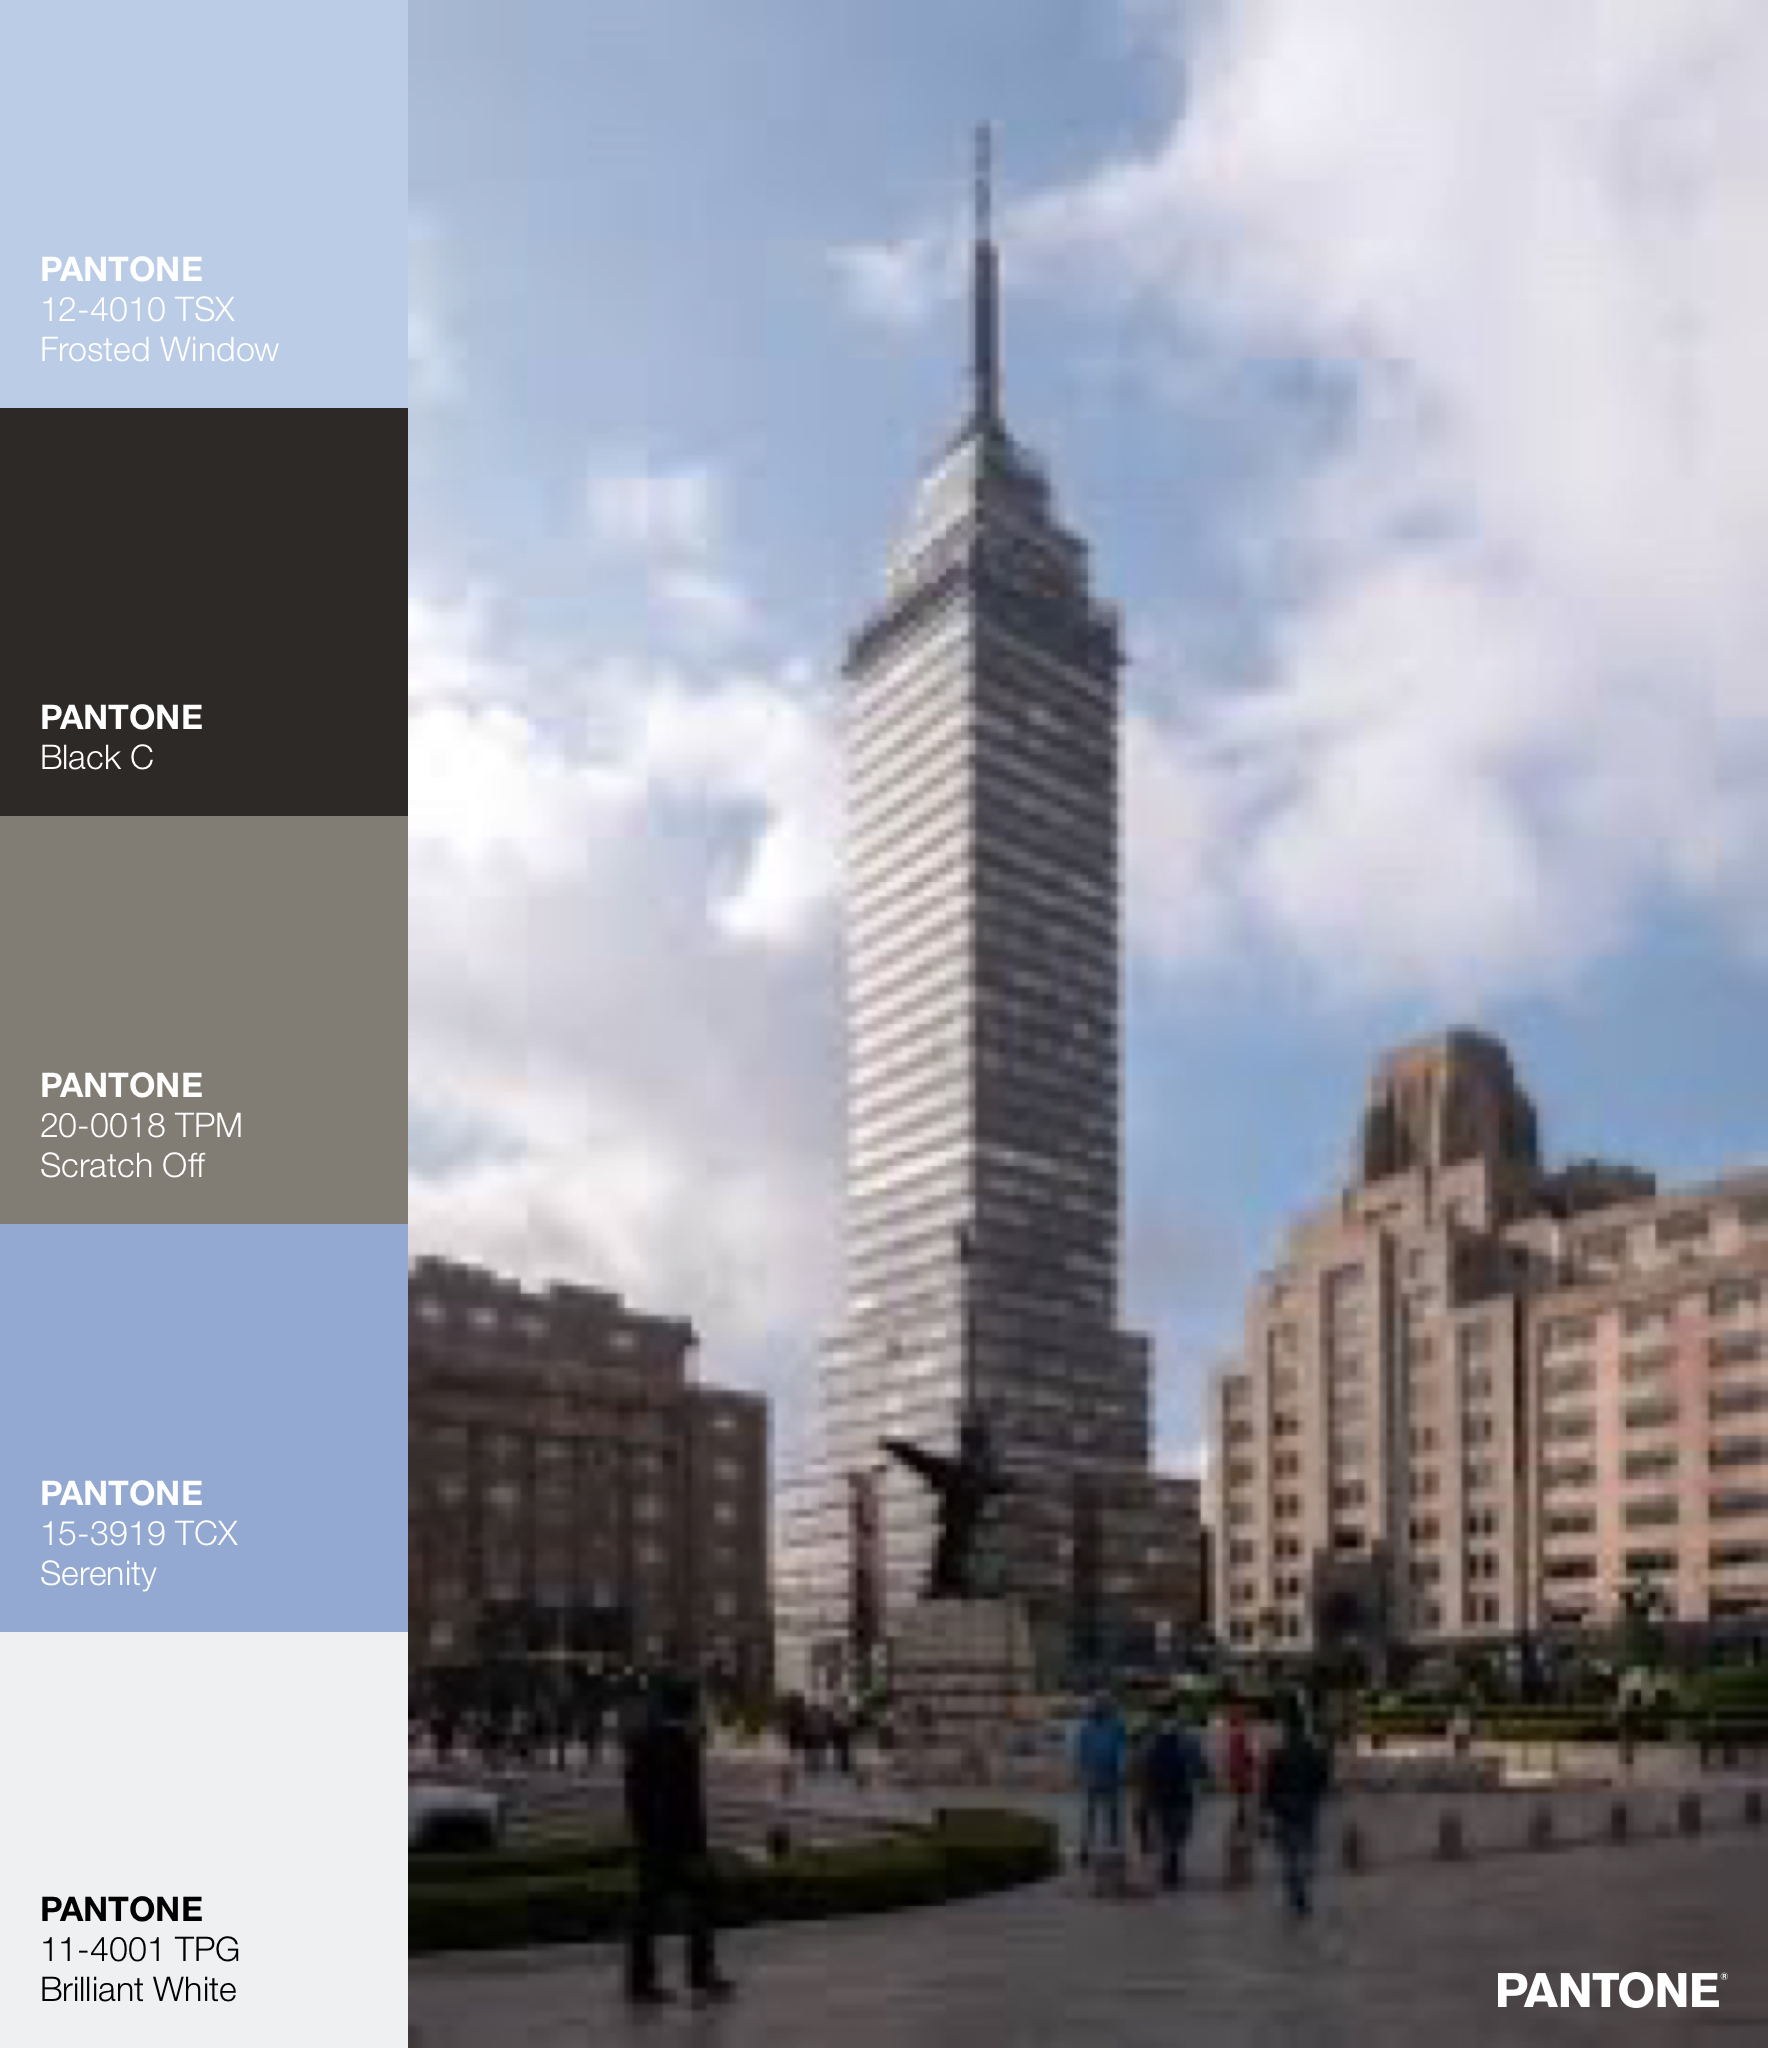 PANTONE
12-4010 TSX
Frosted Window
PANTONE
Black C
PANTONE
20-0018 TPM
Scratch Off
PANTONE
15-3919 TCX
Serenity
PANTONE
11-4001 TPG
Brilliant White
PANTONE®